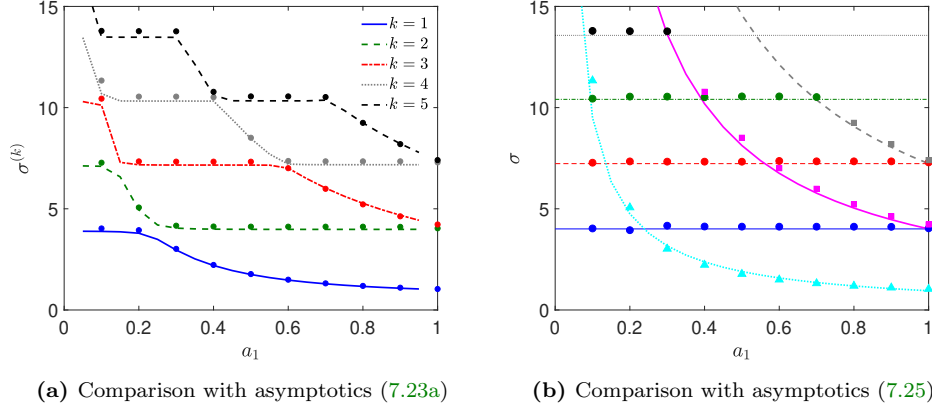 15
10
5
0
σ^(k)
0
0.2
0.4
0.6
0.8
1
a₁
k = 1
k = 2
k = 3
k = 4
k = 5
(a) Comparison with asymptotics (7.23a)
15
10
5
0
σ
0
0.2
0.4
0.6
0.8
1
a₁
(b) Comparison with asymptotics (7.25)